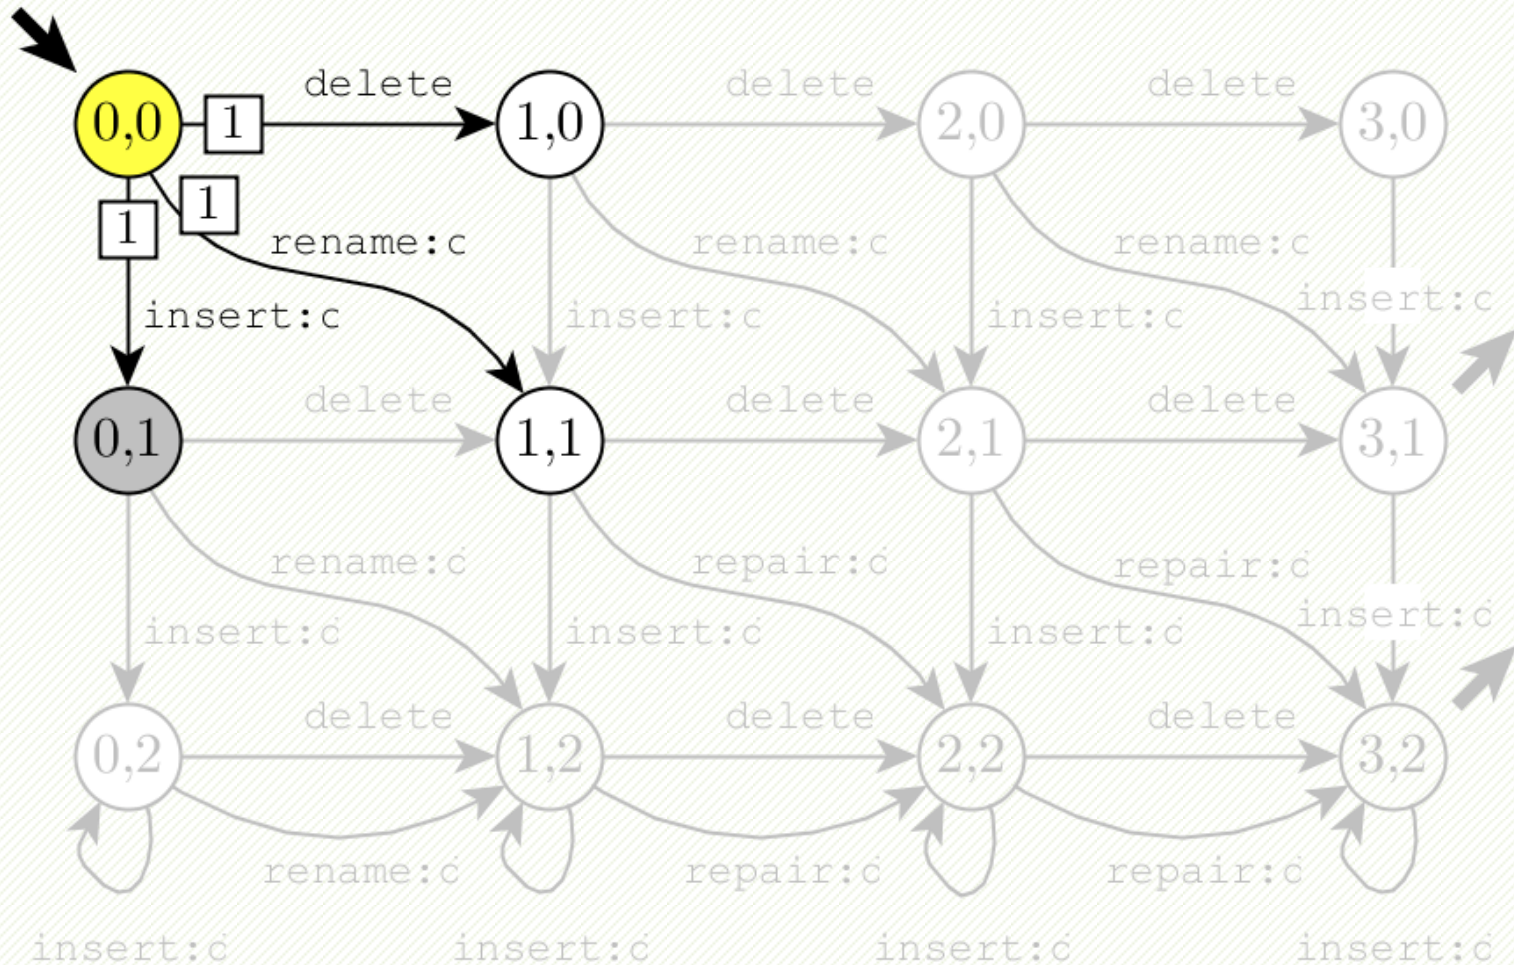 delete delete delete
0,0 1 1,0 2,0 3,0
1 1
rename:c rename:c rename:c
insert:c insert:c insert:c insert:c
delete delete delete
0,1 1,1 2,1 3,1
rename:d repair:d repair:d
insert:d insert:d insert:d insert:d
delete delete delete
0,2 1,2 2,2 3,2
rename:d repair:d repair:d
insert:d insert:d insert:d insert:d